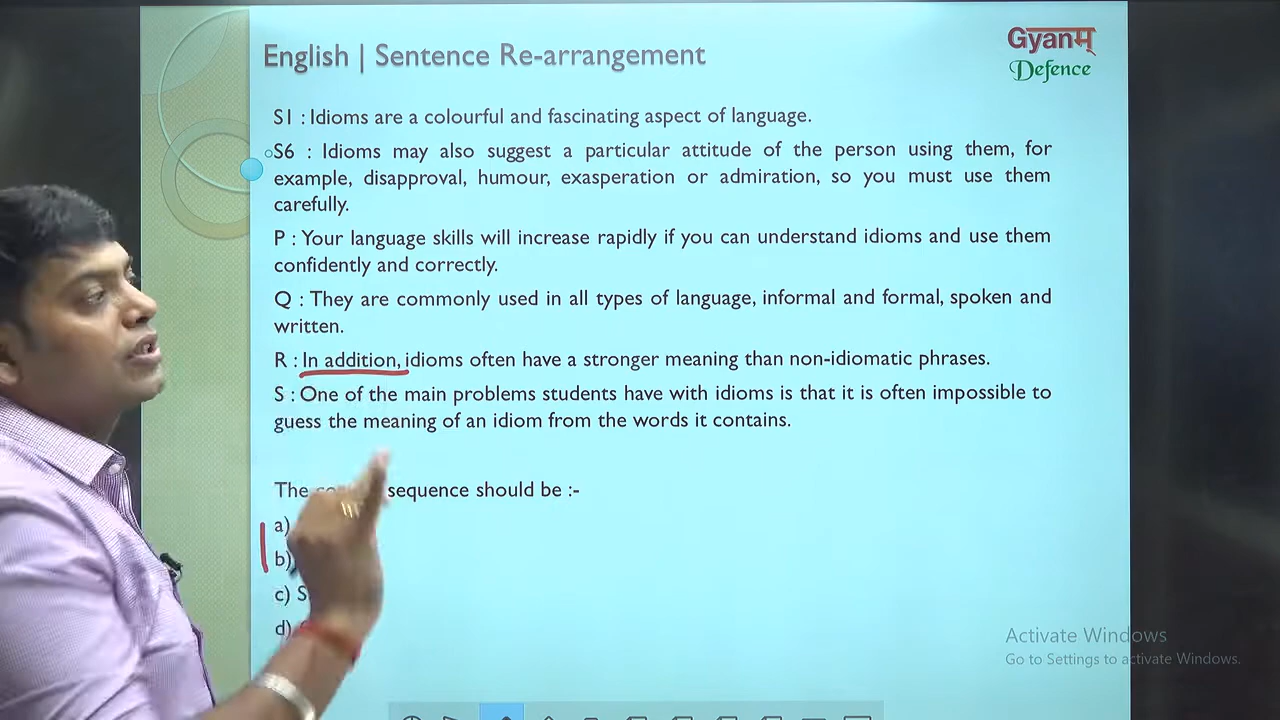 English | Sentence Re-arrangement
Gyanम्
Defence
S1 : Idioms are a colourful and fascinating aspect of language.
S6 : Idioms may also suggest a particular attitude of the person using them, for
example, disapproval, humour, exasperation or admiration, so you must use them
carefully.
P : Your language skills will increase rapidly if you can understand idioms and use them
confidently and correctly.
Q : They are commonly used in all types of language, informal and formal, spoken and
written.
R : In addition, idioms often have a stronger meaning than non-idiomatic phrases.
S : One of the main problems students have with idioms is that it is often impossible to
guess the meaning of an idiom from the words it contains.
The sequence should be :-
a)
b)
c) S
d)
Activate Windows
Go to Settings to activate Windows.